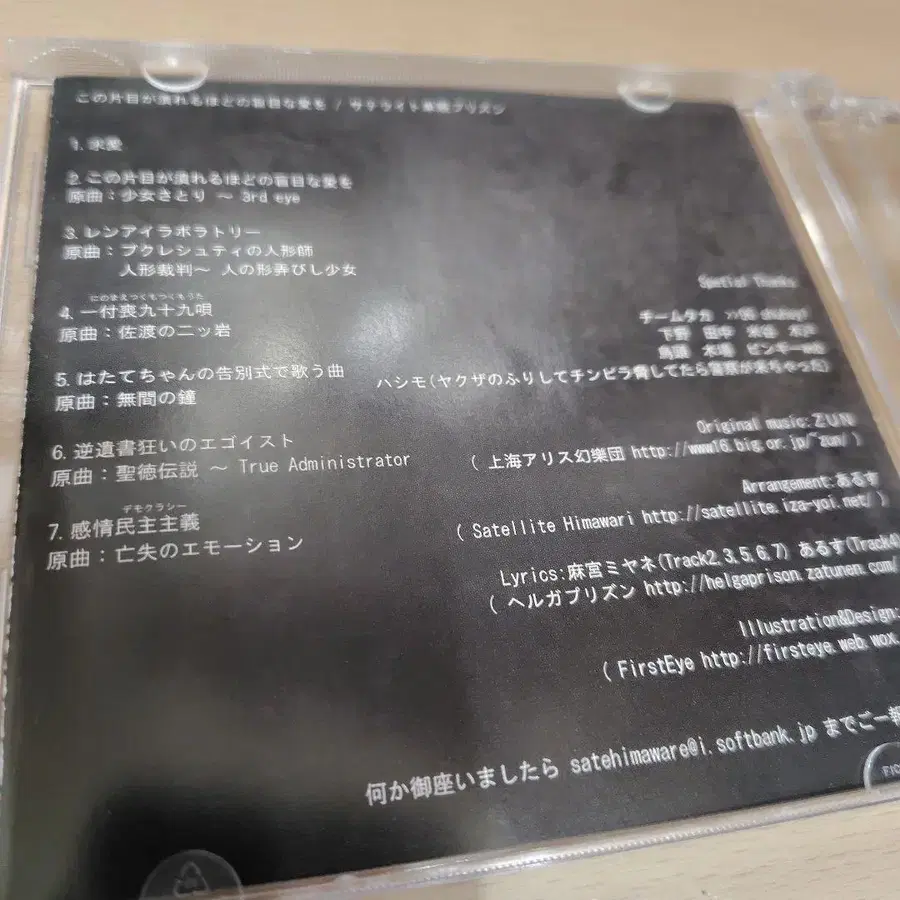 この片目が潰れるほどの盲目な愛を / サテライト プリズン
1. 求愛
2. この片目が潰れるほどの盲目な愛を
原曲：少女さとり ～ 3rd eye
3. レンアイラボラトリー
原曲：ブクレシュティの人形師
人形裁判～ 人の形弄びし少女
にのまえつくもつくもうた
4. 一付喪九十九唄
原曲：佐渡の二ッ岩
5. はたてちゃんの告別式で歌う曲
原曲：無間の鐘
6. 逆遺書狂いのエゴイスト
原曲：聖徳伝説 ～ True Administrator
デモクラシー
7. 感情民主主義
原曲：亡失のエモーション
Special Thanks
チームタカ
下野 田中
鳥頭 木場
ハシモ(ヤクザのふりしてチンピラ脅してたら警察が来ちゃった)
Original music:ZUN
( 上海アリス幻樂団 http://www16.big.or.jp/~zun/ )
Arrangement:あるす
( Satellite Himawari http://satellite.iza-yoi.net/ )
Lyrics:麻宮ミヤネ(Track2,3,5,6,7) あるす(Track4)
( ヘルガプリズン http://helgaprison.zatunen.com/
Illustration&Design:
( FirstEye http://firsteye.web.wox.
何か御座いましたら satehimaware@i.softbank.jp までご一報